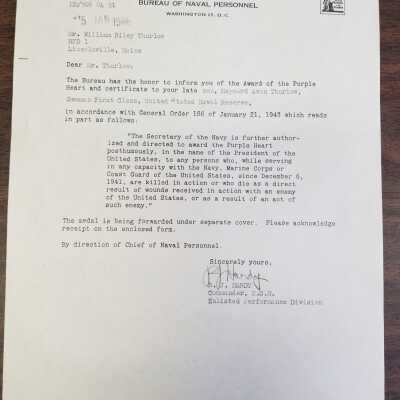 BUREAU OF NAVAL PERSONNEL
WASHINGTON 25, D. C.
Mr. William Riley Thurlow
RFD 1
Lincolnville, Maine
Dear Mr. Thurlow:
The Bureau has the honor to inform you of the Award of the Purple
Heart and certificate to your late son, Maynard Thurlow,
Seaman First Class, United States Naval Reserve,
in accordance with General Order 186 of January 21, 1943 which reads
in part as follows:
"The Secretary of the Navy is further author-
ized and directed to award the Purple Heart
posthumously, in the name of the President of the
United States, to any persons who, while serving
in any capacity with the Navy, Marine Corps or
Coast Guard of the United States, since December 6,
1941, are killed in action or who die as a direct
result of wounds received in action with an enemy
of the United States, or as a result of an act of
such enemy."
The medal is being forwarded under separate cover. Please acknowledge
receipt on the enclosed form.
By direction of Chief of Naval Personnel.
Sincerely yours,
HARDY
Commander, U.S.N.
Enlisted Performance Division